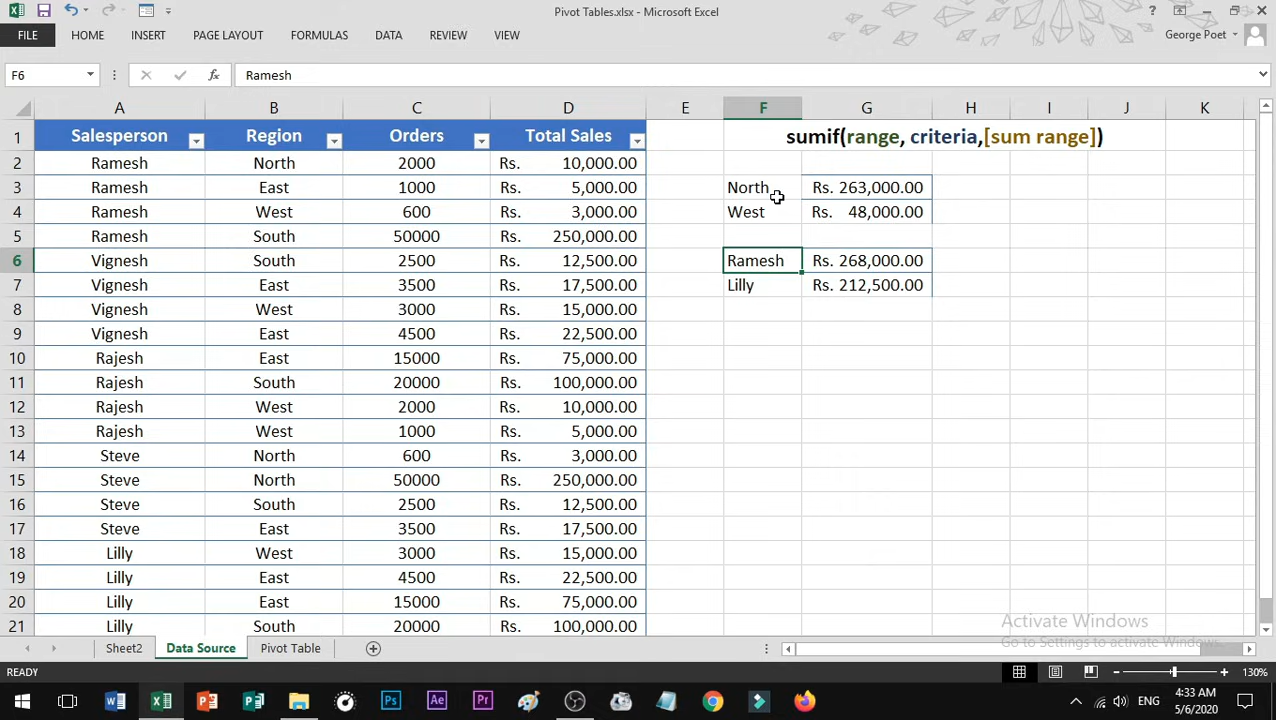 Pivot Tables.xlsx - Microsoft Excel
FILE HOME INSERT PAGE LAYOUT FORMULAS DATA REVIEW VIEW George Poet
F6 fx Ramesh
A B C D E F G H I J K
1 Salesperson Region Orders Total Sales sumif(range, criteria,[sum range])
2 Ramesh North 2000 Rs. 10,000.00
3 Ramesh East 1000 Rs. 5,000.00 North Rs. 263,000.00
4 Ramesh West 600 Rs. 3,000.00 West Rs. 48,000.00
5 Ramesh South 50000 Rs. 250,000.00
6 Vignesh South 2500 Rs. 12,500.00 Ramesh Rs. 268,000.00
7 Vignesh East 3500 Rs. 17,500.00 Lilly Rs. 212,500.00
8 Vignesh West 3000 Rs. 15,000.00
9 Vignesh East 4500 Rs. 22,500.00
10 Rajesh East 15000 Rs. 75,000.00
11 Rajesh South 20000 Rs. 100,000.00
12 Rajesh West 2000 Rs. 10,000.00
13 Rajesh West 1000 Rs. 5,000.00
14 Steve North 600 Rs. 3,000.00
15 Steve North 50000 Rs. 250,000.00
16 Steve South 2500 Rs. 12,500.00
17 Steve East 3500 Rs. 17,500.00
18 Lilly West 3000 Rs. 15,000.00
19 Lilly East 4500 Rs. 22,500.00
20 Lilly East 15000 Rs. 75,000.00
21 Lilly South 20000 Rs. 100,000.00
Activate Windows
Go to Settings to activate Windows.
Sheet2 Data Source Pivot Table
READY 130%
Ps Ae Pr ENG 4:33 AM
5/6/2020